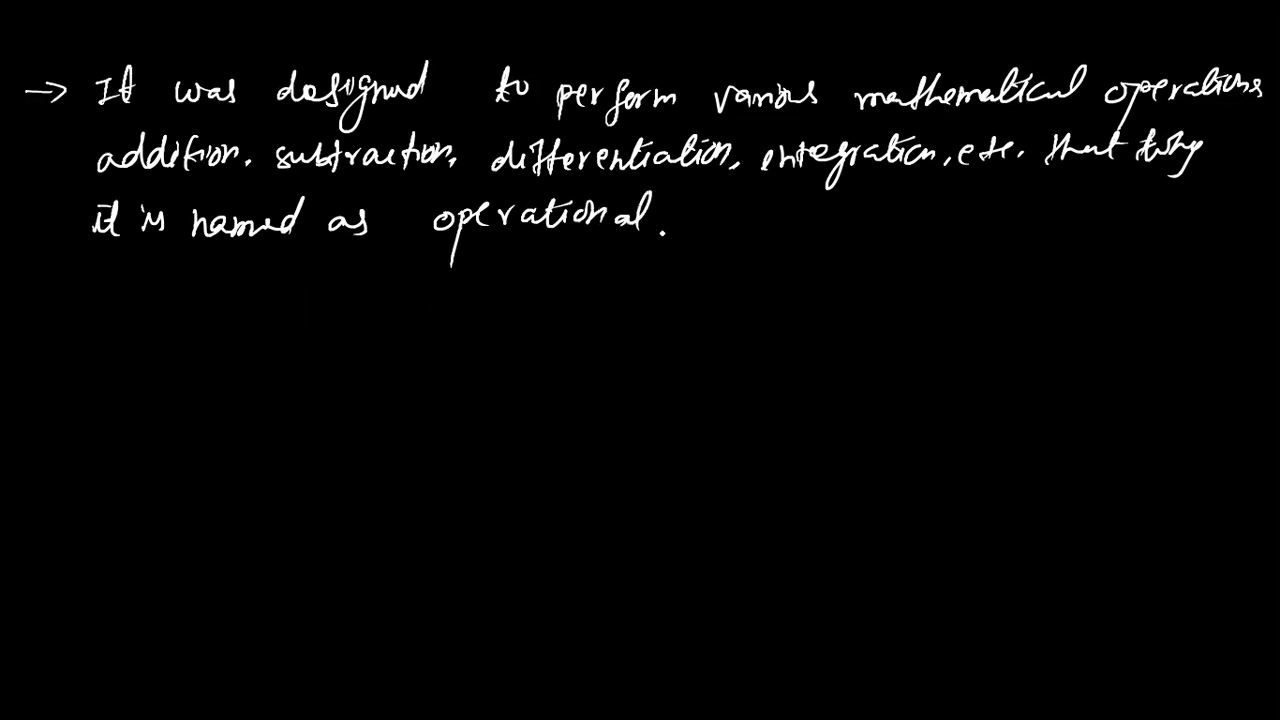 → It was designed to perform various mathematical operations
addition, subtraction, differentiation, integration, etc. that why
it is named as operational.